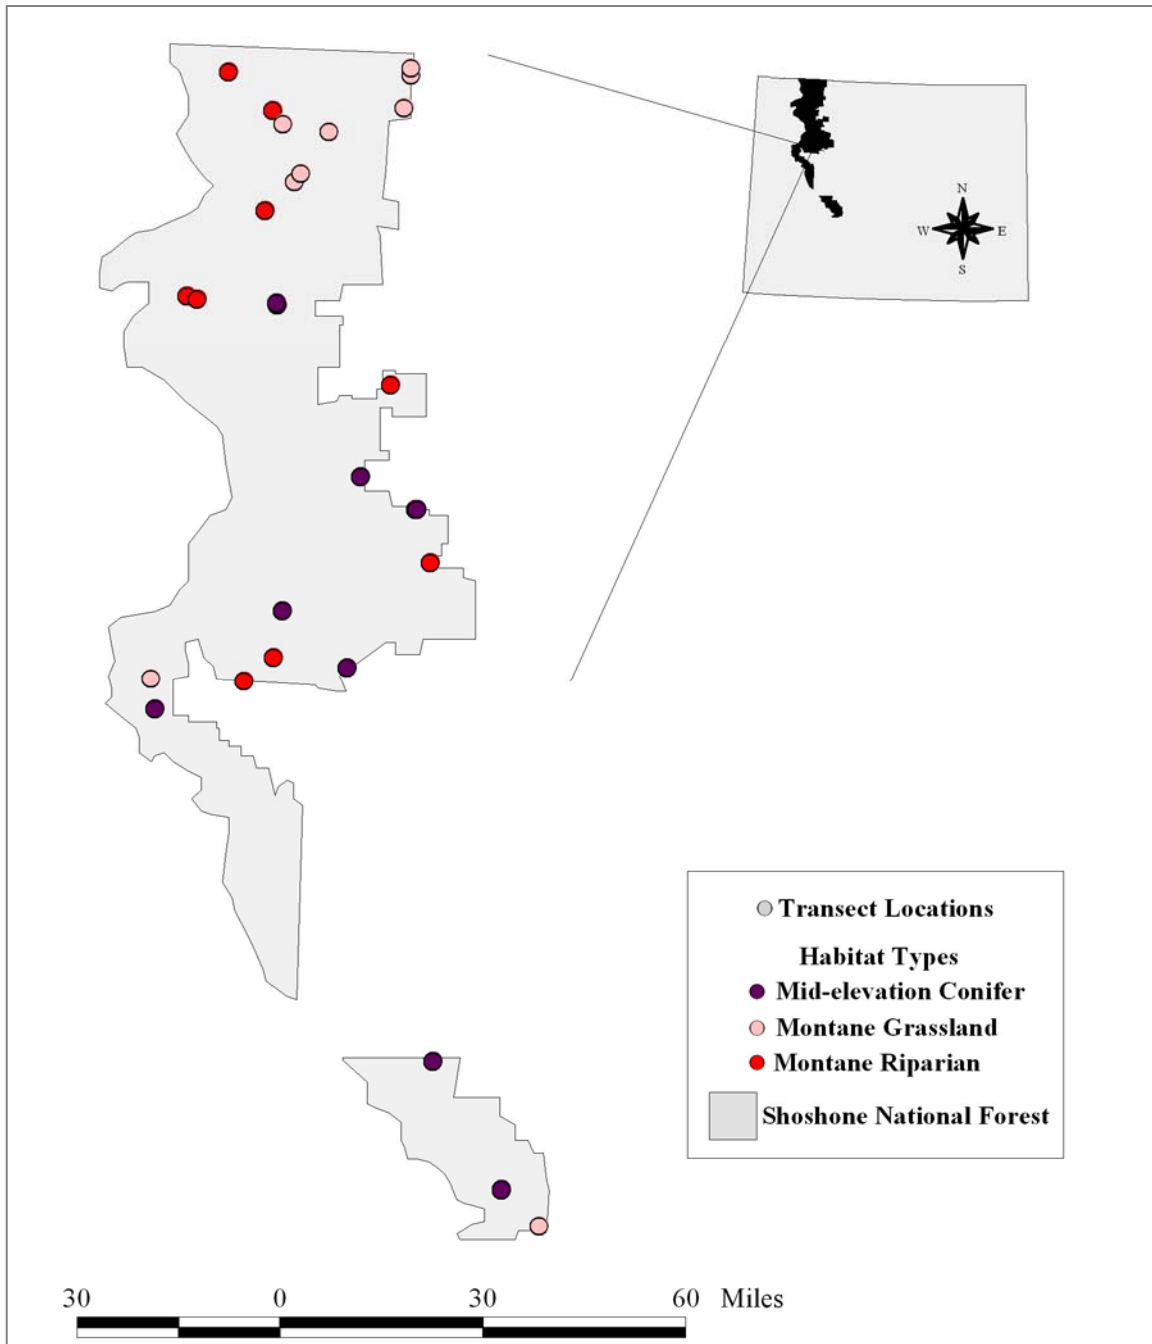 N
W E
S
Transect Locations
Habitat Types
Mid-elevation Conifer
Montane Grassland
Montane Riparian
Shoshone National Forest
30 0 30 60 Miles